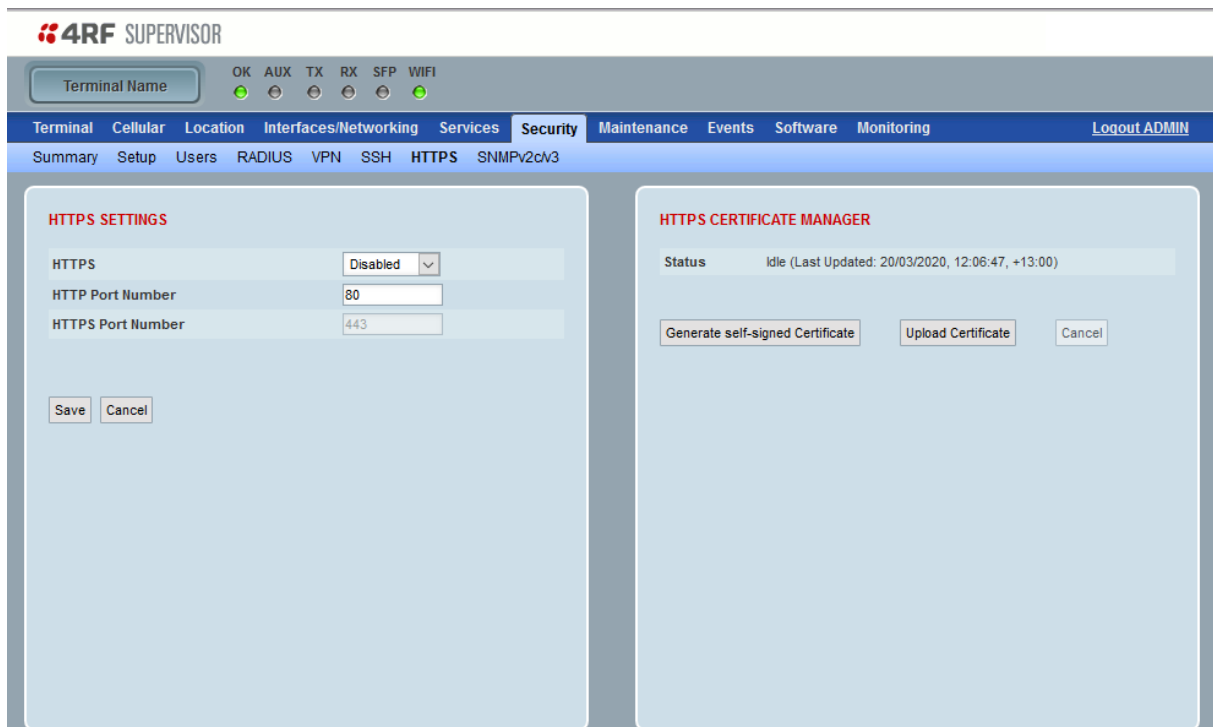 4RF SUPERVISOR
Terminal Name
OK AUX TX RX SFP WIFI
Terminal Cellular Location Interfaces/Networking Services Security Maintenance Events Software Monitoring Logout ADMIN
Summary Setup Users RADIUS VPN SSH HTTPS SNMPv2c/v3
HTTPS SETTINGS
HTTPS Disabled
HTTP Port Number 80
HTTPS Port Number 443
Save Cancel
HTTPS CERTIFICATE MANAGER
Status Idle (Last Updated: 20/03/2020, 12:06:47, +13:00)
Generate self-signed Certificate Upload Certificate Cancel